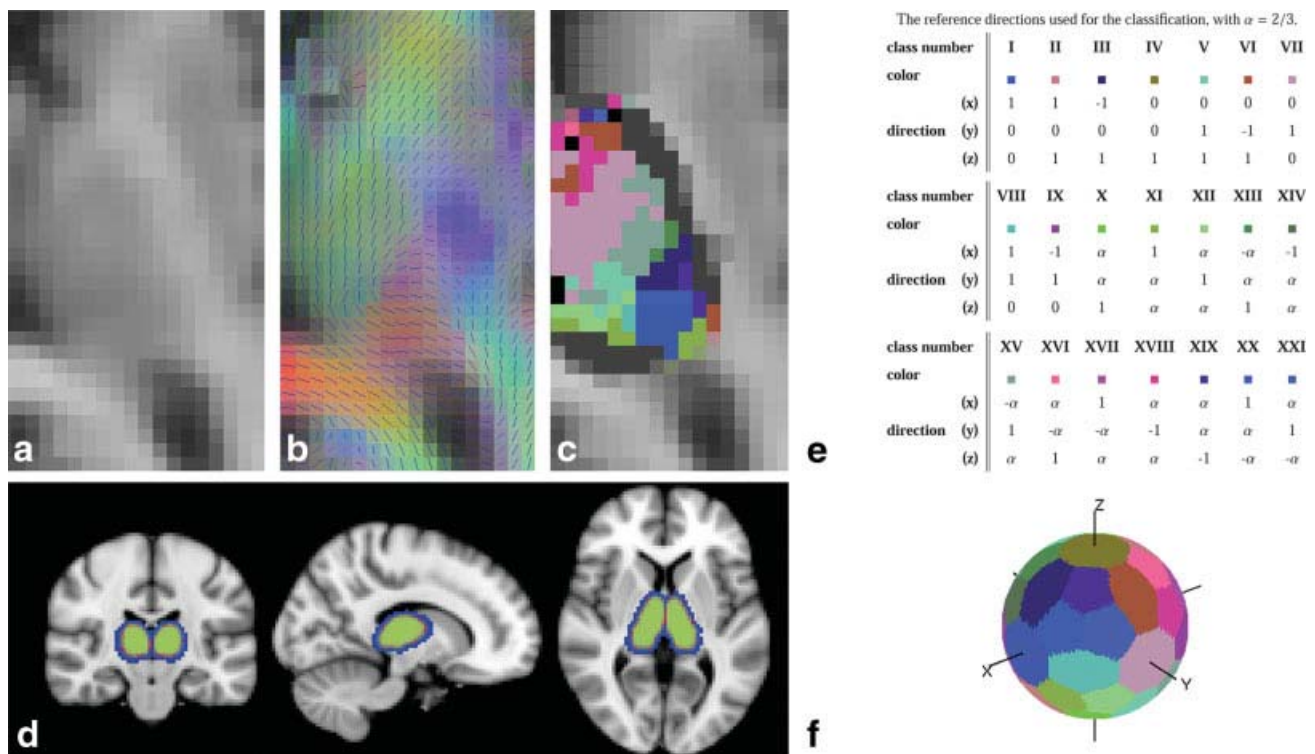 The reference directions used for the classification, with α = 2/3.
class number I II III IV V VI VII
color
(x) 1 1 -1 0 0 0 0
direction (y) 0 0 0 0 1 -1 1
(z) 0 1 1 1 1 1 0
class number VIII IX X XI XII XIII XIV
color
(x) 1 -1 α 1 α -α -1
direction (y) 1 1 α α 1 α α
(z) 0 0 1 α α 1 α
class number XV XVI XVII XVIII XIX XX XXI
color
(x) -α α 1 α α 1 α
direction (y) 1 -α -α -1 α α 1
(z) α 1 α α -1 -α -α
a b c e
Z
X Y
d f